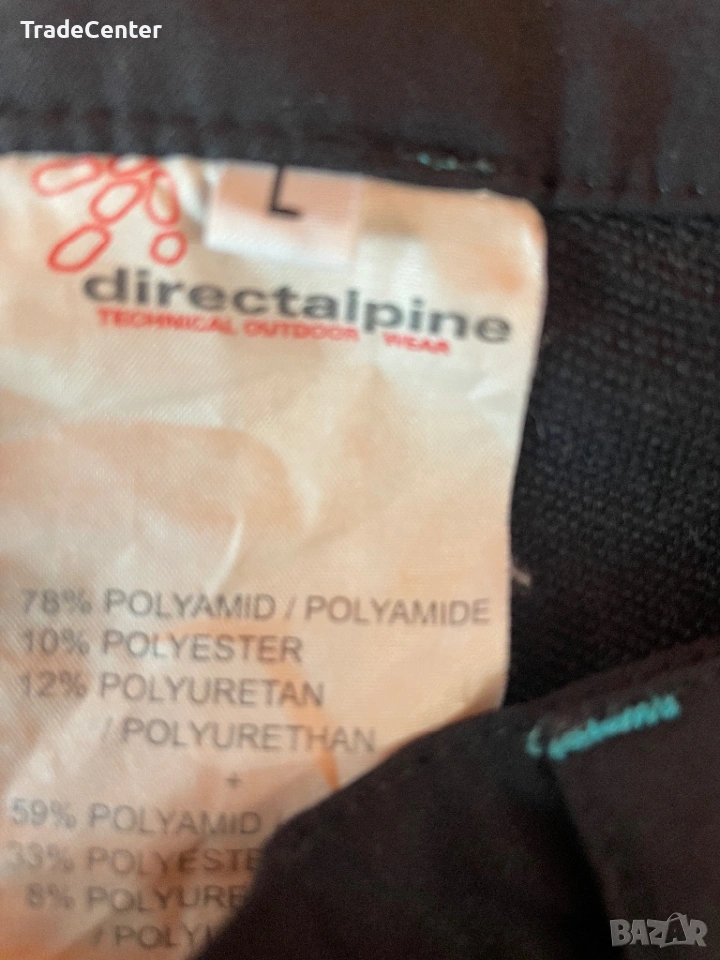 TradeCenter
L
directalpine
TECHNICAL OUTDOOR WEAR
78% POLYAMID / POLYAMIDE
10% POLYESTER
12% POLYURETAN
/ POLYURETHAN
+
59% POLYAMID /
33% POLYESTE
8% POLYURE
/ POLY
BAZAR